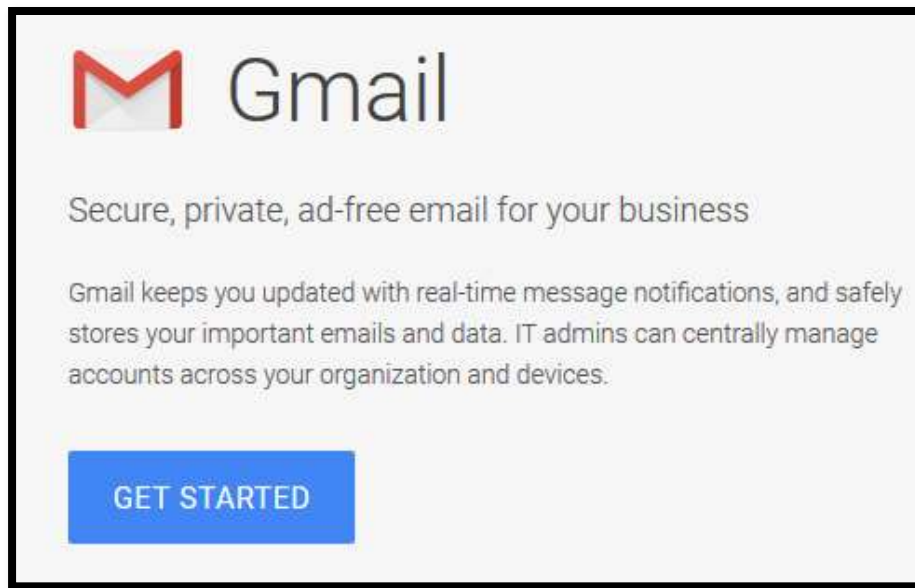 Gmail
Secure, private, ad-free email for your business
Gmail keeps you updated with real-time message notifications, and safely
stores your important emails and data. IT admins can centrally manage
accounts across your organization and devices.
GET STARTED